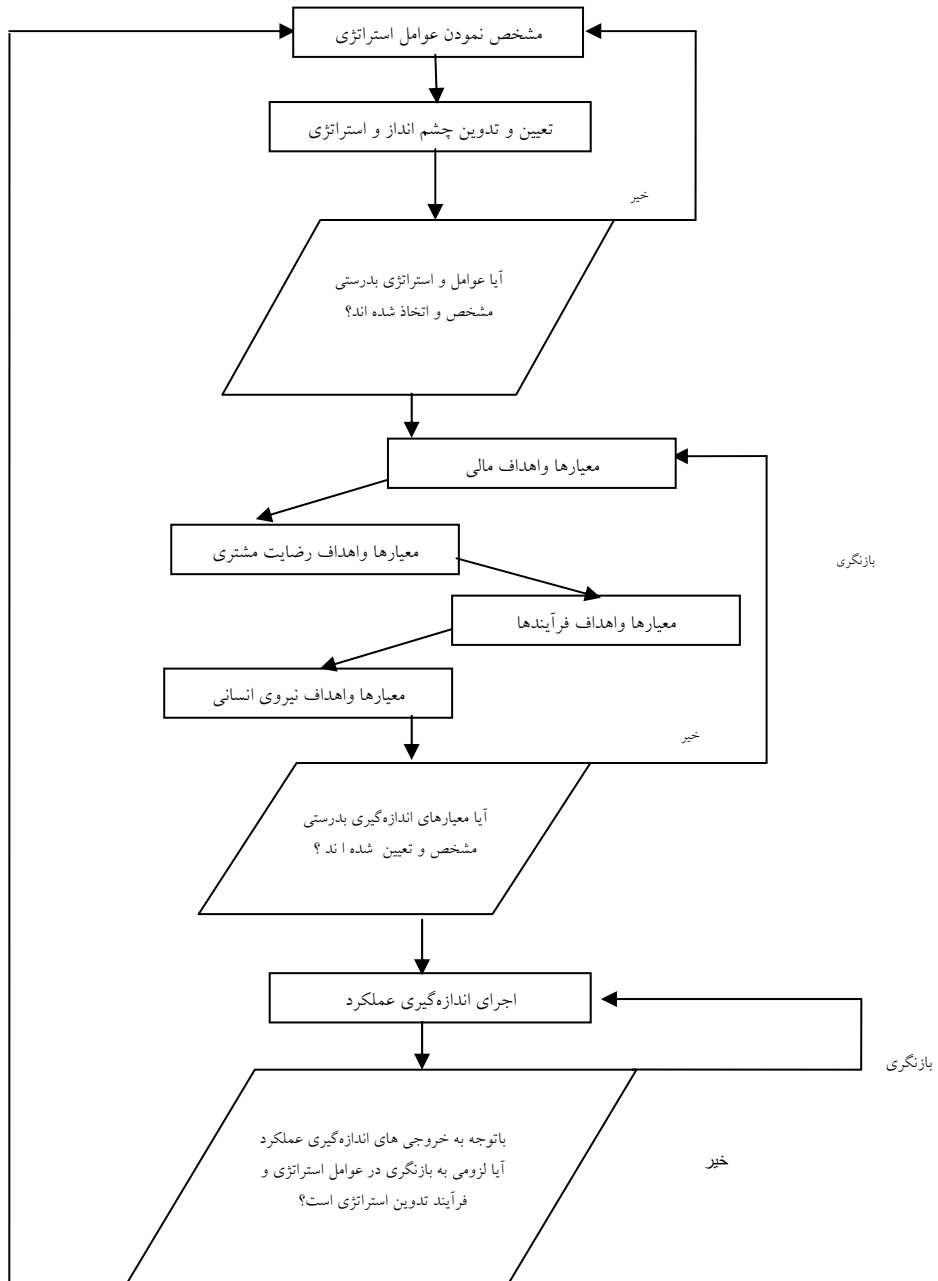 مشخص نمودن عوامل استراتژی
تعیین و تدوین چشم انداز و استراتژی
خیر
آیا عوامل و استراتژی بدرستی
مشخص و اتخاذ شده اند؟
معیارها واهداف مالی
معیارها واهداف رضایت مشتری
بازنگری
معیارها واهداف فرآیندها
معیارها واهداف نیروی انسانی
خیر
آیا معیارهای اندازه‌گیری بدرستی
مشخص و تعیین شده ا ند ؟
اجرای اندازه‌گیری عملکرد
بازنگری
باتوجه به خروجی های اندازه‌گیری عملکرد
آیا لزومی به بازنگری در عوامل استراتژی و
فرآیند تدوین استراتژی است؟
خیر